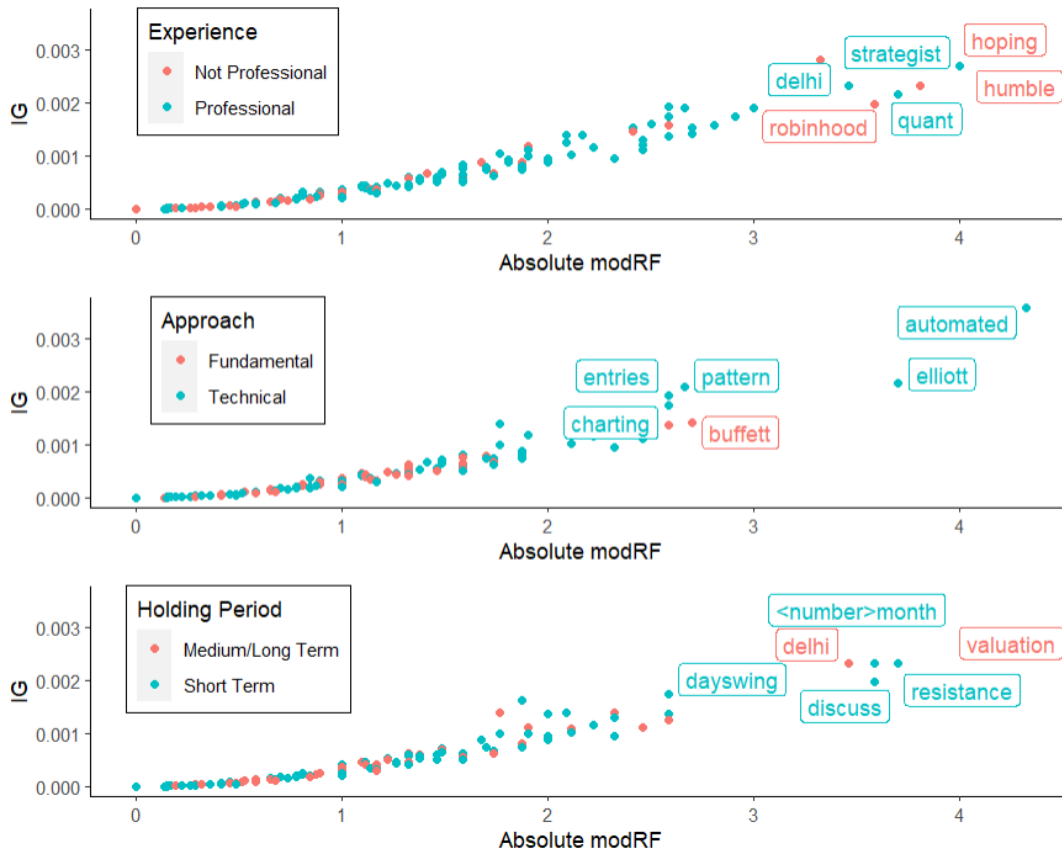 Experience
Not Professional
Professional
hoping
strategist
delhi
humble
robinhood
quant
0.003
0.002
0.001
0.000
IG
0 1 2 3 4
Absolute modRF
Approach
Fundamental
Technical
automated
entries
pattern
elliott
charting
buffett
0.003
0.002
0.001
0.000
IG
0 1 2 3 4
Absolute modRF
Holding Period
Medium/Long Term
Short Term
<number>month
delhi
valuation
dayswing
discuss
resistance
0.003
0.002
0.001
0.000
IG
0 1 2 3 4
Absolute modRF